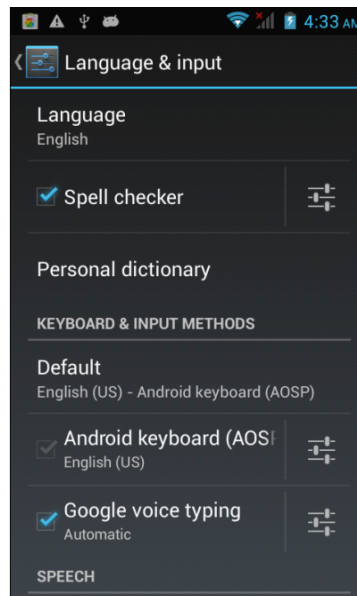 4:33 AM
Language & input
Language
English
Spell checker
Personal dictionary
KEYBOARD & INPUT METHODS
Default
English (US) - Android keyboard (AOSP)
Android keyboard (AOSP
English (US)
Google voice typing
Automatic
SPEECH